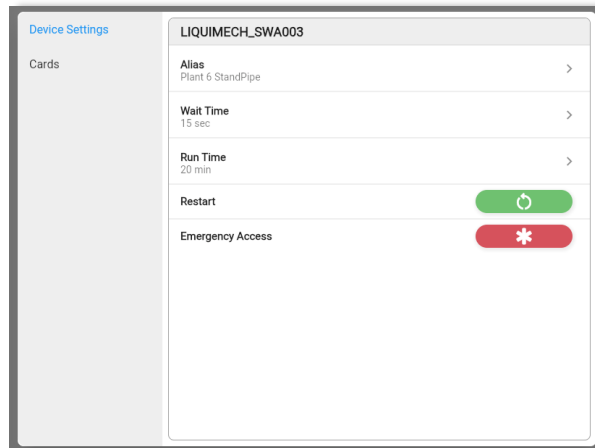 Device Settings
Cards
LIQUIMECH_SWA003
Alias
Plant 6 StandPipe
Wait Time
15 sec
Run Time
20 min
Restart
Emergency Access